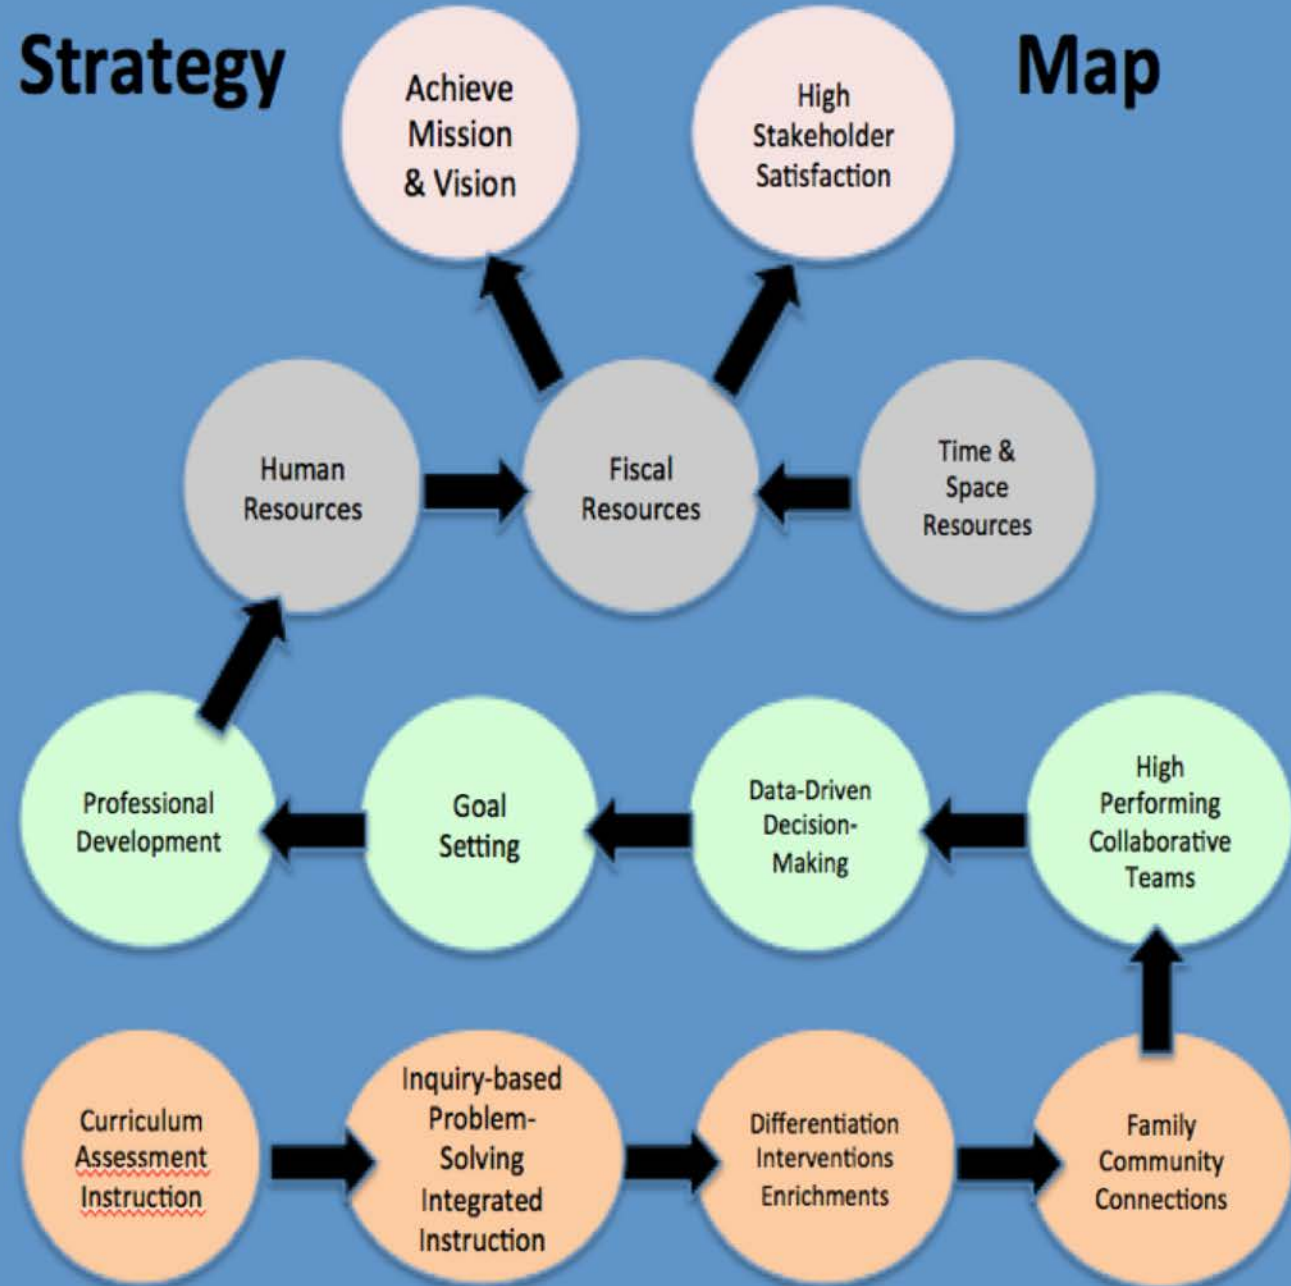 Strategy Map
Achieve
Mission
& Vision
High
Stakeholder
Satisfaction
Human
Resources
Fiscal
Resources
Time &
Space
Resources
Professional
Development
Goal
Setting
Data-Driven
Decision-
Making
High
Performing
Collaborative
Teams
Curriculum
Assessment
Instruction
Inquiry-based
Problem-
Solving
Integrated
Instruction
Differentiation
Interventions
Enrichments
Family
Community
Connections